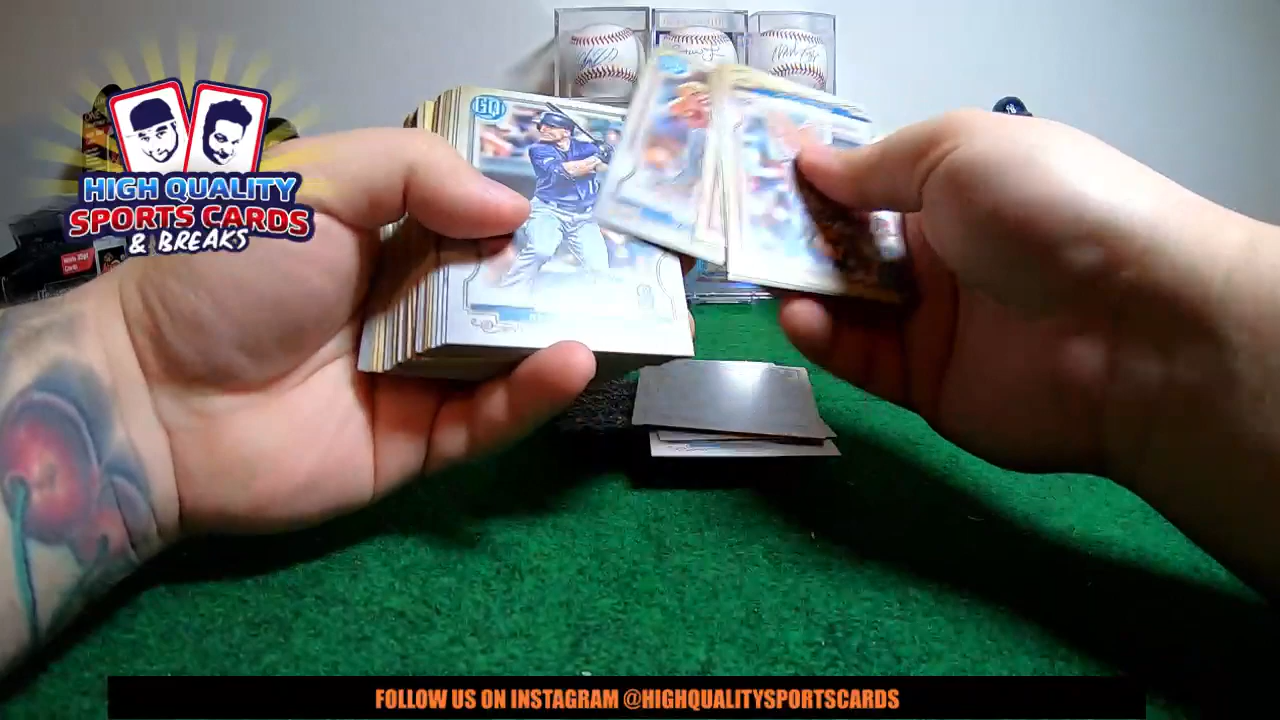 HIGH QUALITY
SPORTS CARDS
& BREAKS
GQ
FOLLOW US ON INSTAGRAM @HIGHQUALITYSPORTSCARDS